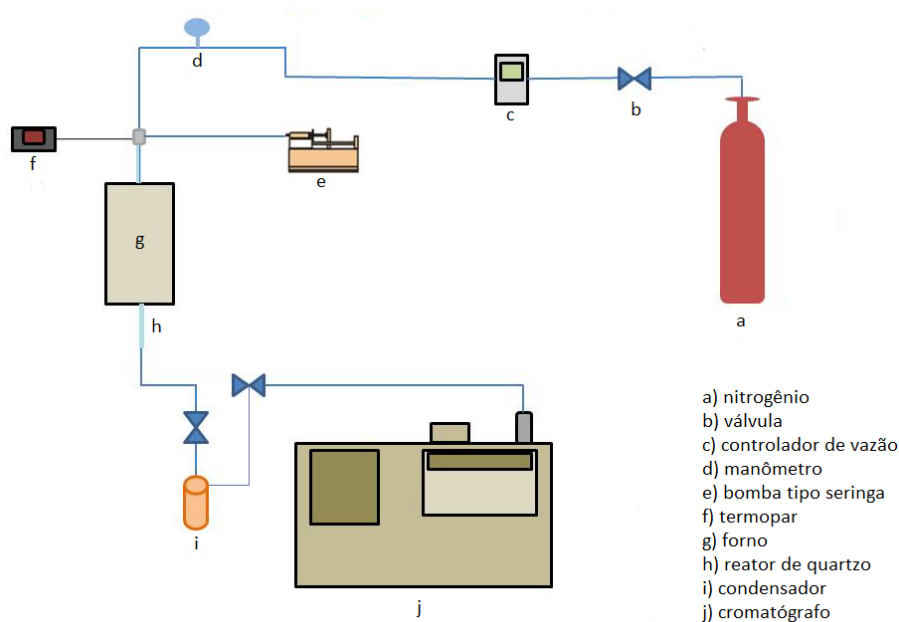 d
c
b
f
e
g
a
h
i
j
a) nitrogênio
b) válvula
c) controlador de vazão
d) manômetro
e) bomba tipo seringa
f) termopar
g) forno
h) reator de quartzo
i) condensador
j) cromatógrafo